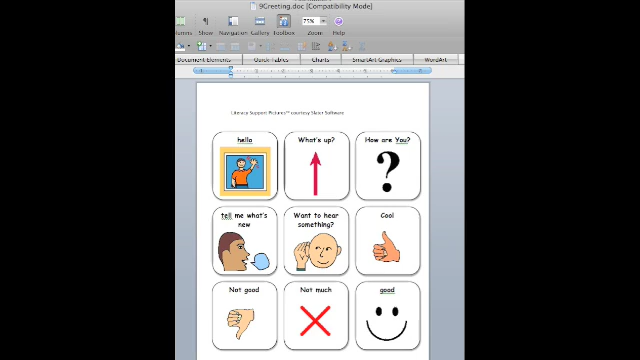 9Greeting.doc [Compatibility Mode]
75%
Show Navigation Gallery Toolbox Zoom Help
Document Elements Quick Tables Charts SmartArt Graphics WordArt
Literacy Support Pictures™ courtesy Slater Software
hello What's up? How are You?
tell me what's
new
Want to hear
something?
Cool
Not good Not much good